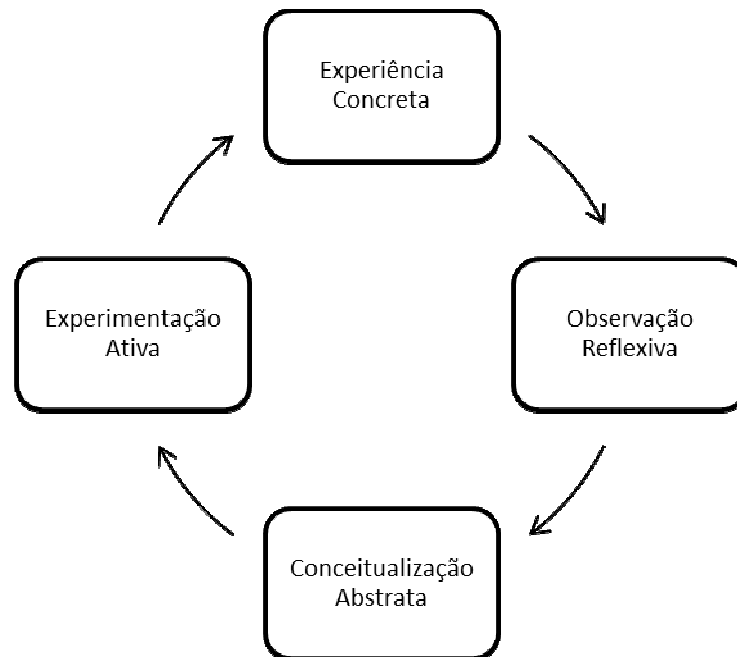 Experiência
Concreta
Observação
Reflexiva
Conceitualização
Abstrata
Experimentação
Ativa